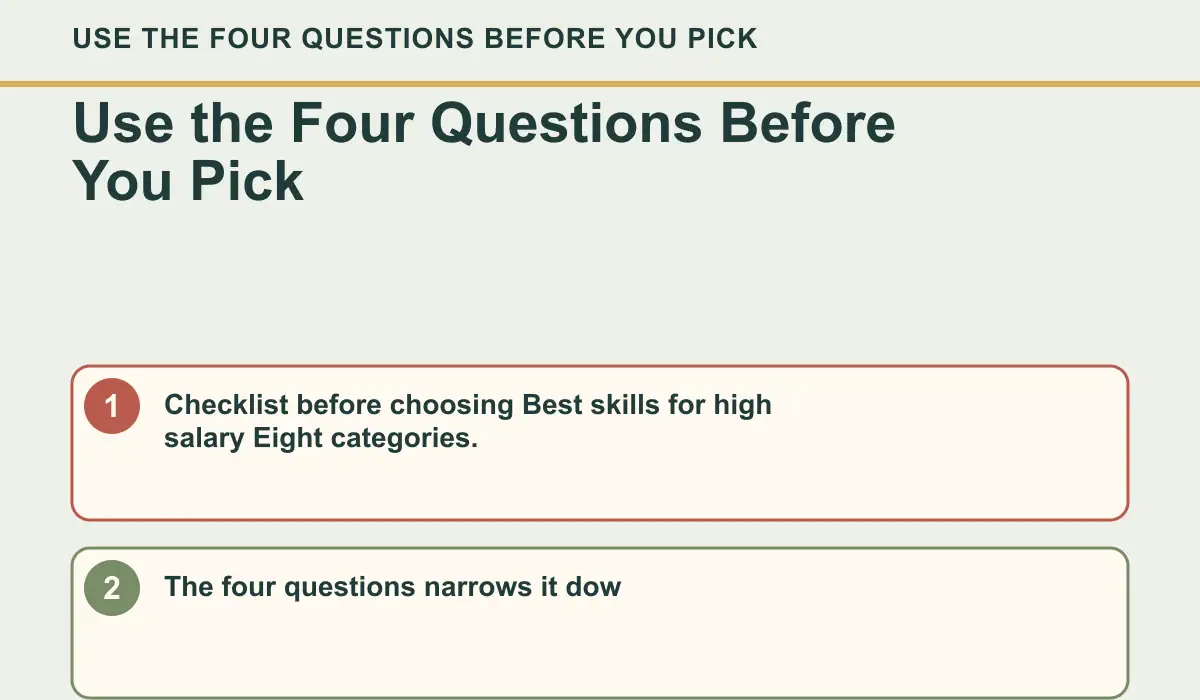 USE THE FOUR QUESTIONS BEFORE YOU PICK
Use the Four Questions Before
You Pick
1
Checklist before choosing Best skills for high
salary Eight categories.
2
The four questions narrows it dow